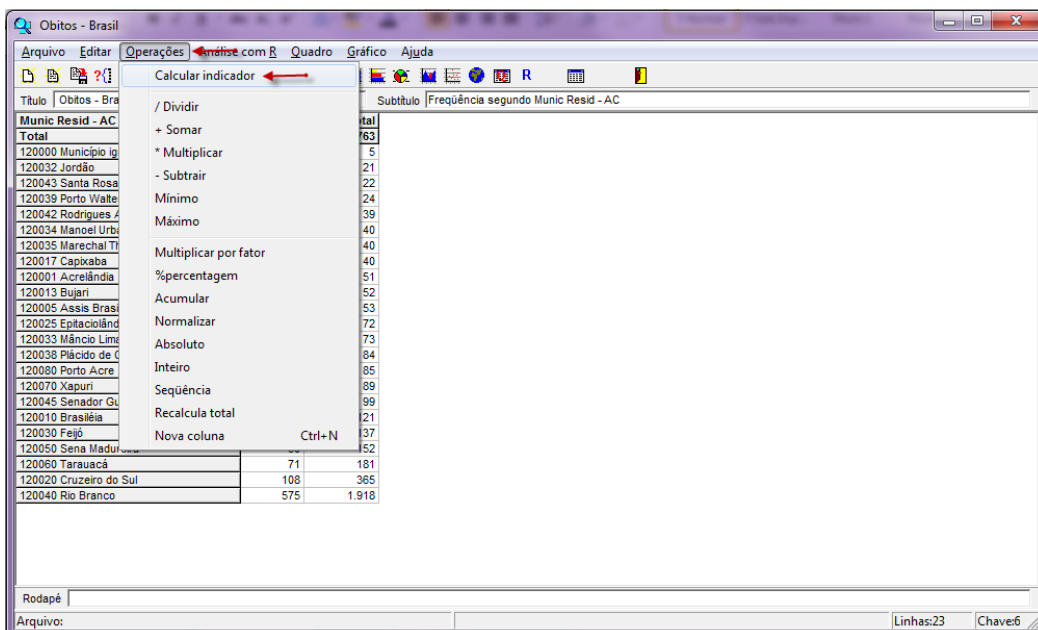 Obitos - Brasil
Arquivo Editar Operações Análise com R Quadro Gráfico Ajuda
Calcular indicador
R
Título Obitos - Bra Subtítulo Freqüência segundo Munic Resid - AC
/ Dividir
+ Somar
* Multiplicar
- Subtrair
Mínimo
Máximo
Multiplicar por fator
%percentagem
Acumular
Normalizar
Absoluto
Inteiro
Seqüência
Recalcula total
Nova coluna Ctrl+N
Munic Resid - AC tal
Total 763
120000 Município ig 5
120032 Jordão 21
120043 Santa Rosa 22
120039 Porto Walte 24
120042 Rodrigues A 39
120034 Manoel Urba 40
120035 Marechal Th 40
120017 Capixaba 40
120001 Acrelândia 51
120013 Bujari 52
120005 Assis Brasi 53
120025 Epitaciolând 72
120033 Mâncio Lima 73
120038 Plácido de C 84
120080 Porto Acre 85
120070 Xapuri 89
120045 Senador Gu 99
120010 Brasiléia 121
120030 Feijó 137
120050 Sena Madureira 152
120060 Tarauacá 71 181
120020 Cruzeiro do Sul 108 365
120040 Rio Branco 575 1.918
Rodapé
Arquivo: Linhas:23 Chave:6